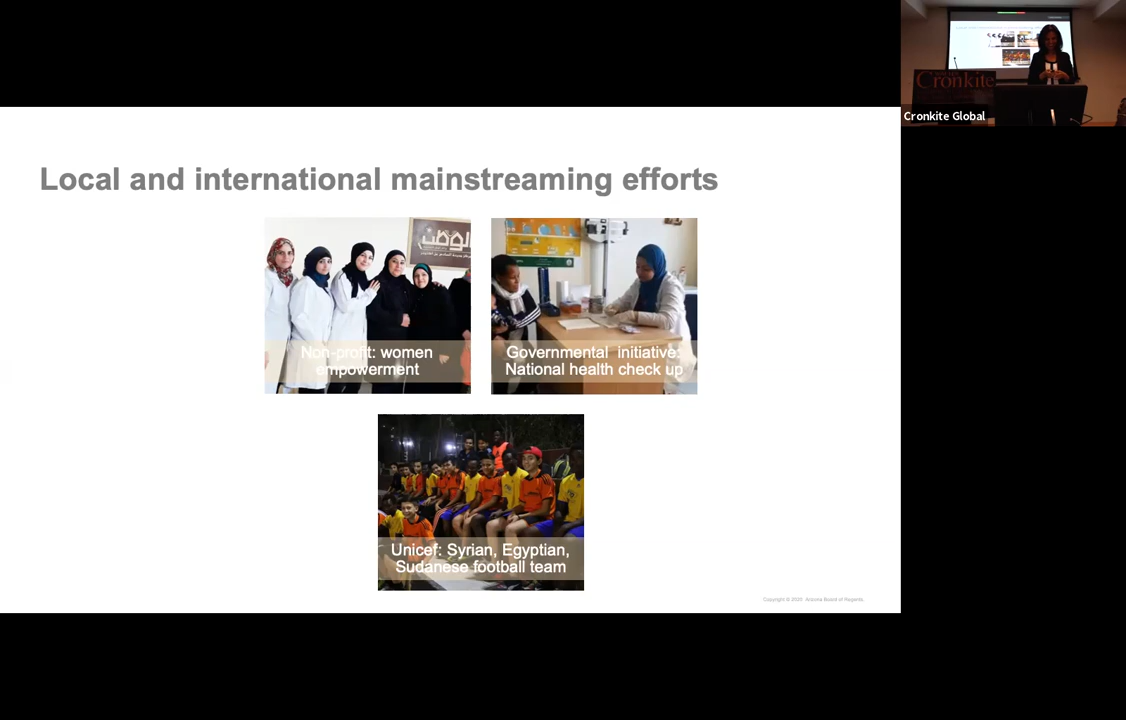 Local and international mainstreaming efforts
Non-profit: women
empowerment
Governmental initiative:
National health check up
Unicef: Syrian, Egyptian,
Sudanese football team
Copyright © 2020 Arizona Board of Regents
Cronkite
Cronkite Global